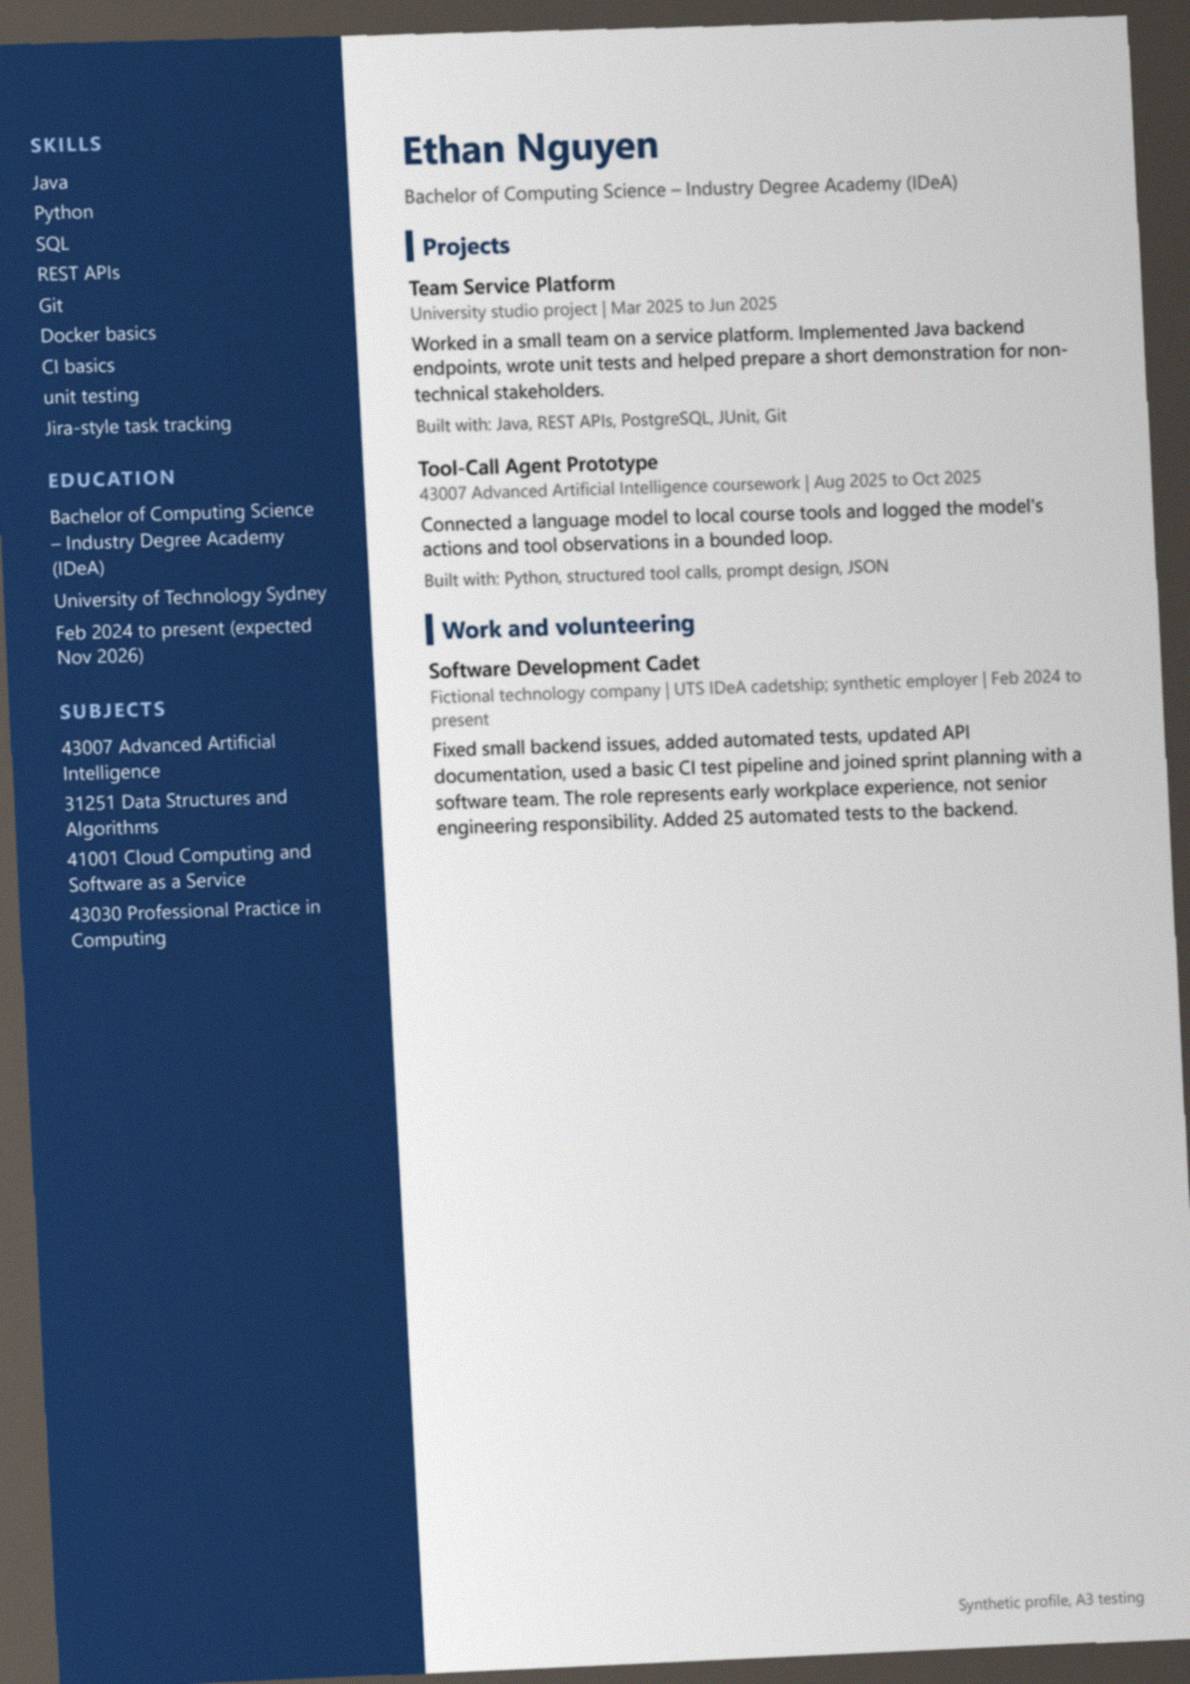 SKILLS
Java
Python
SQL
REST APIs
Git
Docker basics
CI basics
unit testing
Jira-style task tracking
EDUCATION
Bachelor of Computing Science
– Industry Degree Academy
(IDeA)
University of Technology Sydney
Feb 2024 to present (expected
Nov 2026)
SUBJECTS
43007 Advanced Artificial
Intelligence
31251 Data Structures and
Algorithms
41001 Cloud Computing and
Software as a Service
43030 Professional Practice in
Computing
Ethan Nguyen
Bachelor of Computing Science – Industry Degree Academy (IDeA)
Projects
Team Service Platform
University studio project | Mar 2025 to Jun 2025
Worked in a small team on a service platform. Implemented Java backend
endpoints, wrote unit tests and helped prepare a short demonstration for non-
technical stakeholders.
Built with: Java, REST APIs, PostgreSQL, JUnit, Git
Tool-Call Agent Prototype
43007 Advanced Artificial Intelligence coursework | Aug 2025 to Oct 2025
Connected a language model to local course tools and logged the model's
actions and tool observations in a bounded loop.
Built with: Python, structured tool calls, prompt design, JSON
Work and volunteering
Software Development Cadet
Fictional technology company | UTS IDeA cadetship; synthetic employer | Feb 2024 to
present
Fixed small backend issues, added automated tests, updated API
documentation, used a basic CI test pipeline and joined sprint planning with a
software team. The role represents early workplace experience, not senior
engineering responsibility. Added 25 automated tests to the backend.
Synthetic profile, A3 testing